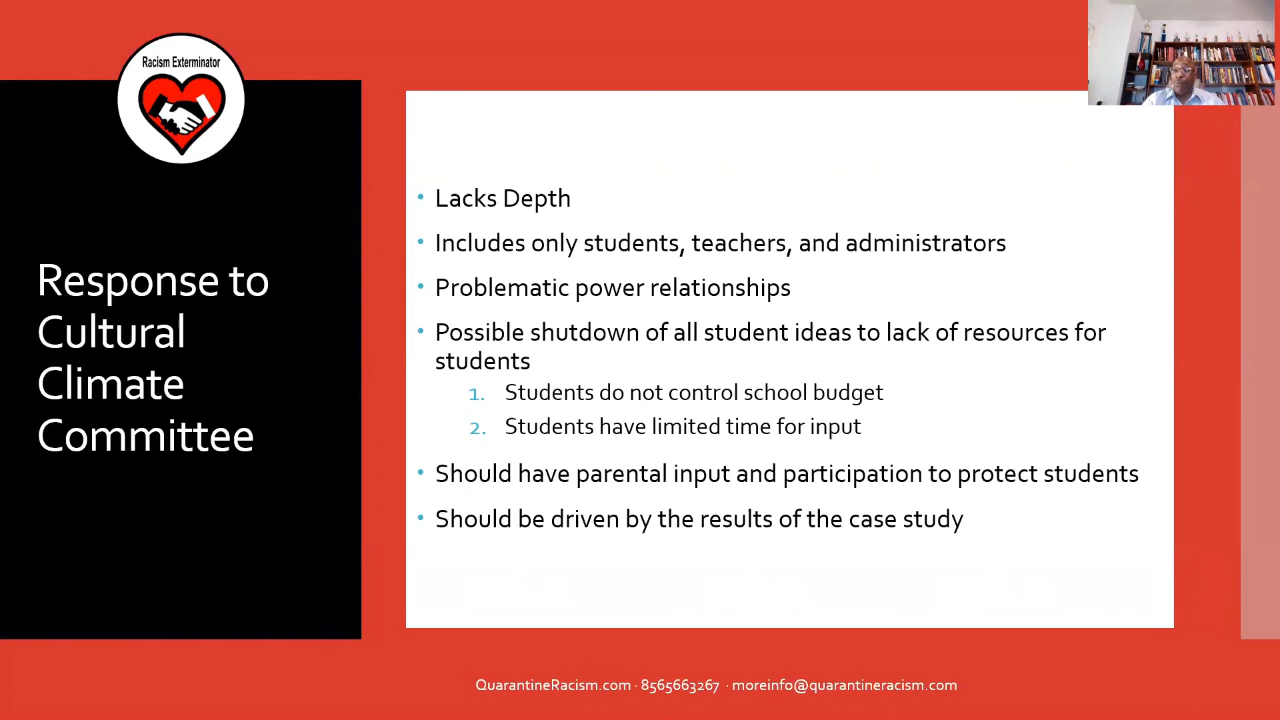 Racism Exterminator
Response to
Cultural
Climate
Committee
• Lacks Depth
• Includes only students, teachers, and administrators
• Problematic power relationships
• Possible shutdown of all student ideas to lack of resources for
students
1. Students do not control school budget
2. Students have limited time for input
• Should have parental input and participation to protect students
• Should be driven by the results of the case study
QuarantineRacism.com · 8565663267 · moreinfo@quarantineracism.com